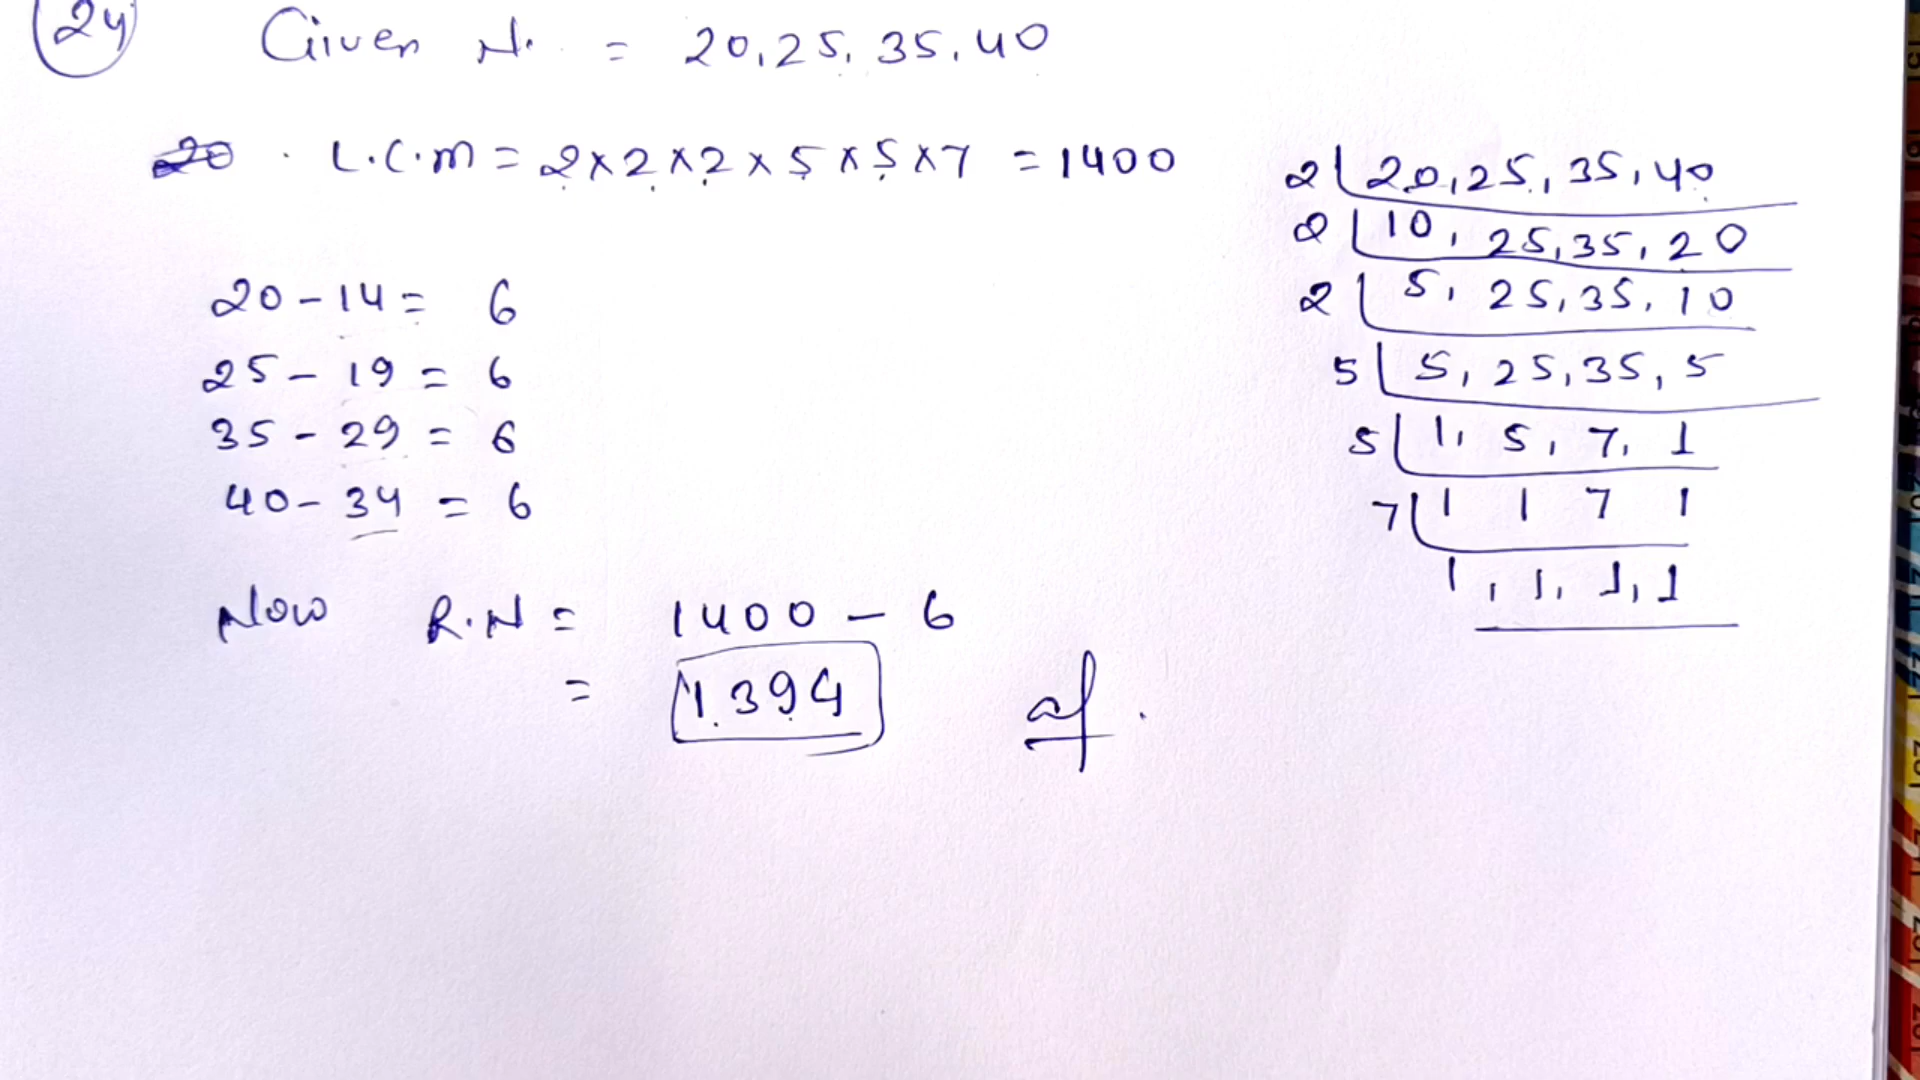 24 Given N. = 20,25,35,40
20 . L.C.M = 2×2×2×5×5×7 = 1400
20-14= 6
25- 19 = 6
35 - 29 = 6
40- 34 = 6
Now R.N = 1400 - 6
= 1394
2 20,25,35,40
2 10, 25,35,20
2 5, 25,35,10
5 5, 25,35,5
5 1, 5, 7, 1
7 1 1 7 1
1, 1, 1, 1